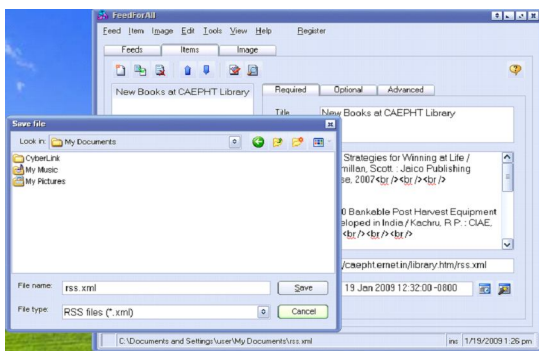 FeedForAll
Feed Item Image Edit Tools View Help Register
Feeds Items Image
New Books at CAEPHT Library
Required Optional Advanced
Title New Books at CAEPHT Library
Save file
Look in: My Documents
CyberLink
My Music
My Pictures
Strategies for Winning at Life /
millan, Scott. : Jaico Publishing
se, 2007<br /><br /><br />
0 Bankable Post Harvest Equipment
eloped in India / Kachru, R P. : CIAE,
<br /><br /><br />
/caepht.ernet.in/library.htm/rss.xml
19 Jan 2009 12:32:00 -0800
File name: rss.xml Save
File type: RSS files (*.xml) Cancel
C:\Documents and Settings\user\My Documents\rss.xml ins 1/19/2009 1:26 pm